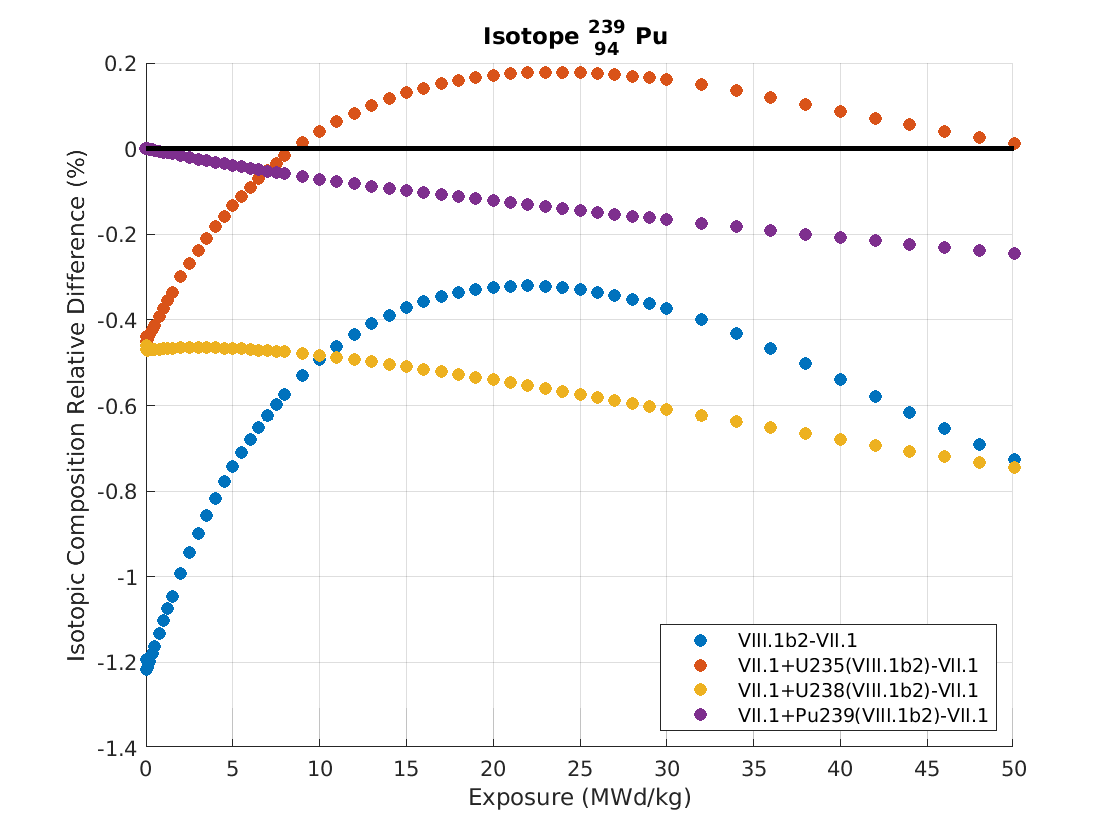 Isotope ²³⁹₉₄ Pu
0.2
0
-0.2
-0.4
-0.6
-0.8
-1
-1.2
-1.4
Isotopic Composition Relative Difference (%)
VIII.1b2-VII.1
VII.1+U235(VIII.1b2)-VII.1
VII.1+U238(VIII.1b2)-VII.1
VII.1+Pu239(VIII.1b2)-VII.1
0 5 10 15 20 25 30 35 40 45 50
Exposure (MWd/kg)